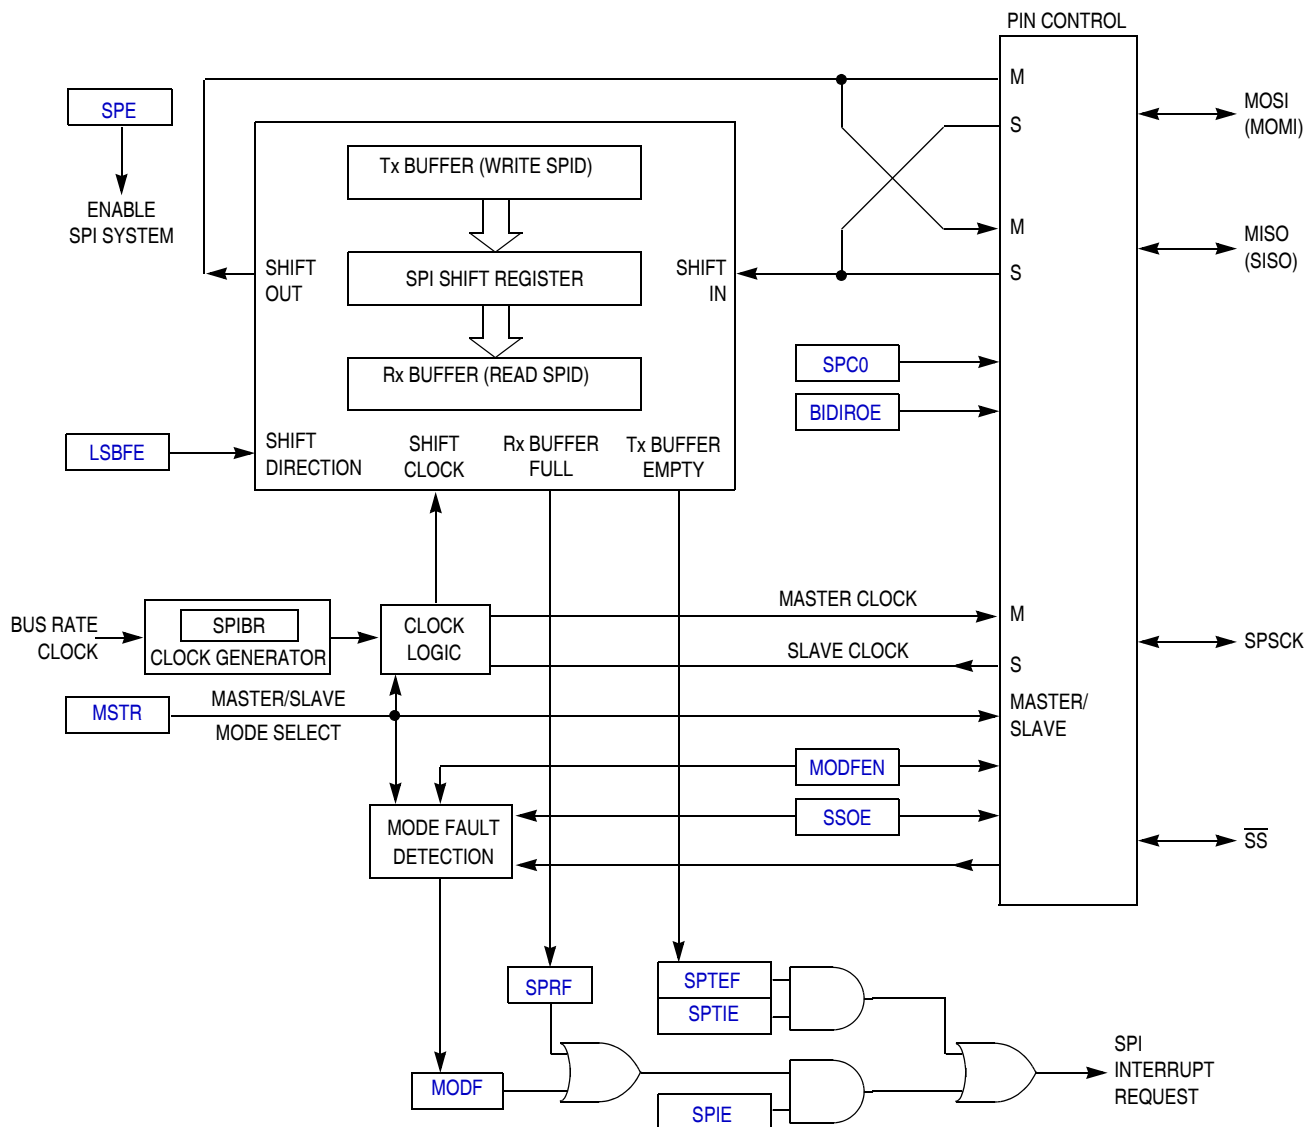 PIN CONTROL
M
SPE
MOSI
(MOMI)
S
Tx BUFFER (WRITE SPID)
ENABLE
SPI SYSTEM
M
MISO
(SISO)
SHIFT
OUT
SPI SHIFT REGISTER
SHIFT
IN
S
SPC0
Rx BUFFER (READ SPID)
BIDIROE
LSBFE
SHIFT
DIRECTION
SHIFT
CLOCK
Rx BUFFER
FULL
Tx BUFFER
EMPTY
MASTER CLOCK
M
BUS RATE
CLOCK
SPIBR
CLOCK GENERATOR
CLOCK
LOGIC
SPSCK
SLAVE CLOCK
S
MSTR
MASTER/SLAVE
MODE SELECT
MASTER/
SLAVE
MODFEN
SSOE
MODE FAULT
DETECTION
SS
SPRF
SPTEF
SPTIE
SPI
INTERRUPT
REQUEST
MODF
SPIE